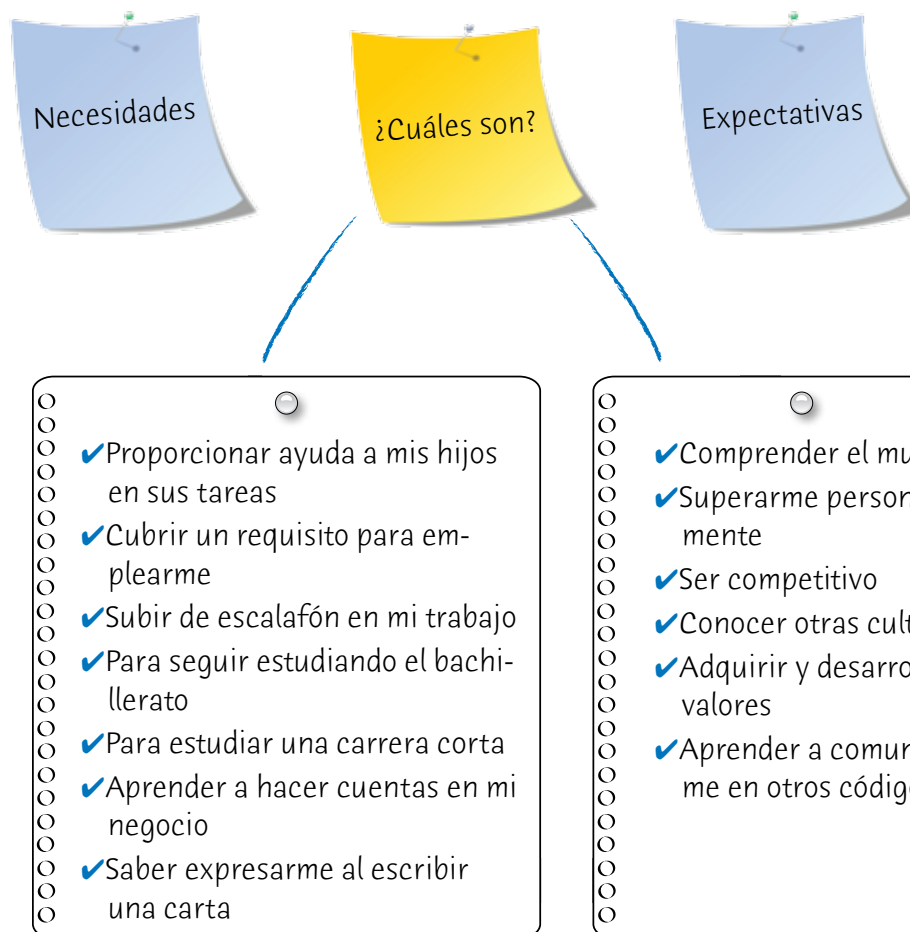 Necesidades
¿Cuáles son?
Expectativas
✔Proporcionar ayuda a mis hijos
en sus tareas
✔Cubrir un requisito para em-
plearme
✔Subir de escalafón en mi trabajo
✔Para seguir estudiando el bachi-
llerato
✔Para estudiar una carrera corta
✔Aprender a hacer cuentas en mi
negocio
✔Saber expresarme al escribir
una carta
✔Comprender el
✔Superarme
mente
✔Ser competitivo
✔Conocer otras
✔Adquirir y
valores
✔Aprender a
me en otros